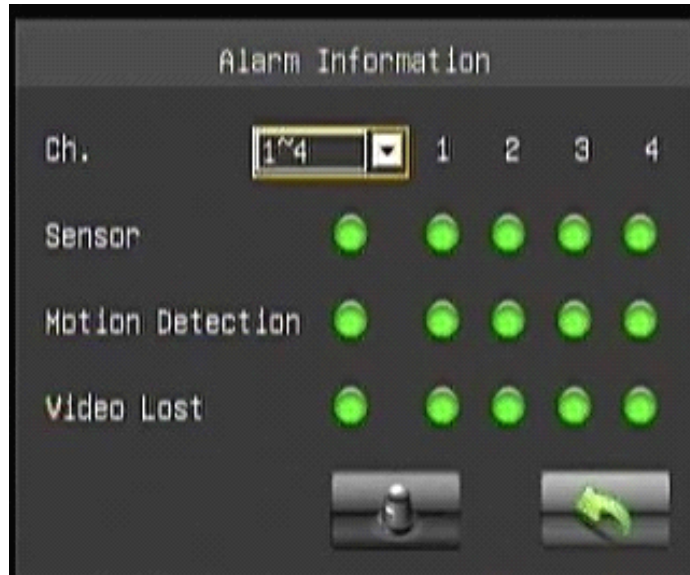 Alarm Information
Ch. 1~4 1 2 3 4
Sensor
Motion Detection
Video Lost